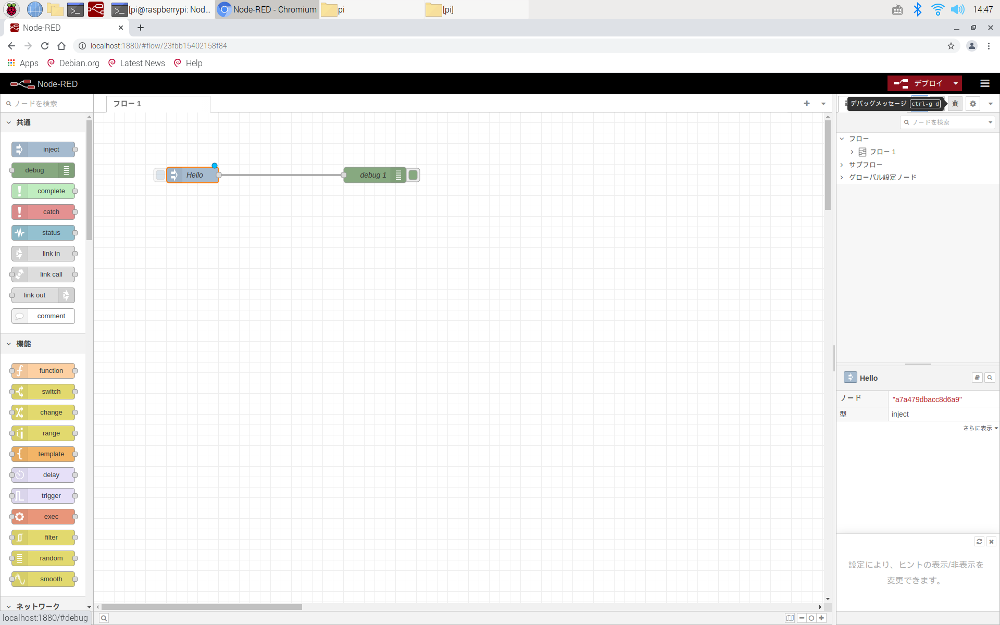 [pi@raspberrypi: Nod...
Node-RED - Chromium
pi
[pi]
14:47
Node-RED
localhost:1880/#flow/23fbb15402158f84
Apps
Debian.org
Latest News
Help
Node-RED
デプロイ
ノードを検索
フロー 1
デバッグメッセージ ctrl-g d
共通
inject
debug
complete
catch
status
link in
link call
link out
comment
機能
function
switch
change
range
template
delay
trigger
exec
filter
random
smooth
ネットワーク
localhost:1880/#debug
Hello
debug 1
ノードを検索
フロー
フロー 1
サブフロー
グローバル設定ノード
Hello
ノード "a7a479dbacc8d6a9"
型 inject
さらに表示
設定により、ヒントの表示/非表示を
変更できます。